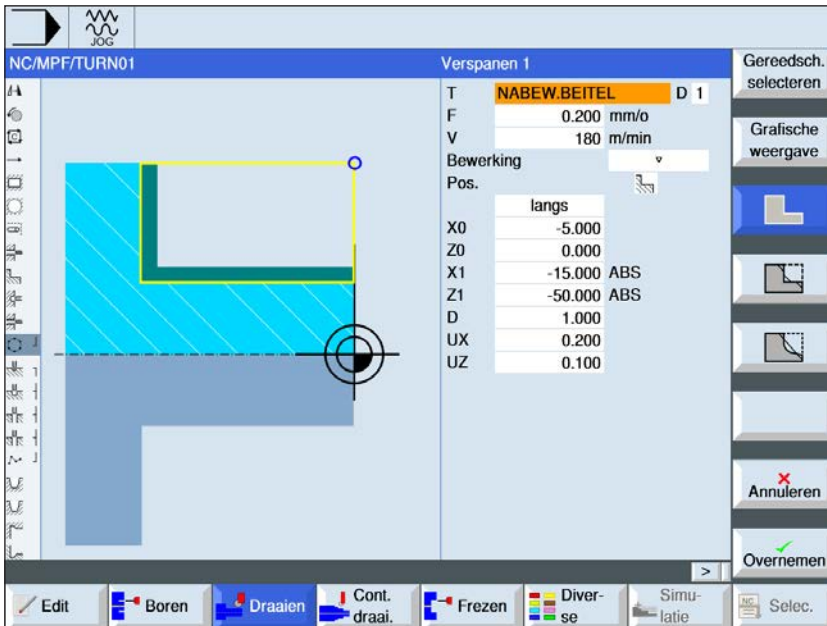 JOG
NC/MPF/TURN01
Verspanen 1
T NABEW.BEITEL D 1
F 0.200 mm/o
V 180 m/min
Bewerking
Pos.
langs
X0 -5.000
Z0 0.000
X1 -15.000 ABS
Z1 -50.000 ABS
D 1.000
UX 0.200
UZ 0.100
Gereedsch.
selecteren
Grafische
weergave
Annuleren
Overnemen
>
Edit
Boren
Draaien
Cont.
draai.
Frezen
Diver-
se
Simu-
latie
NC
Selec.